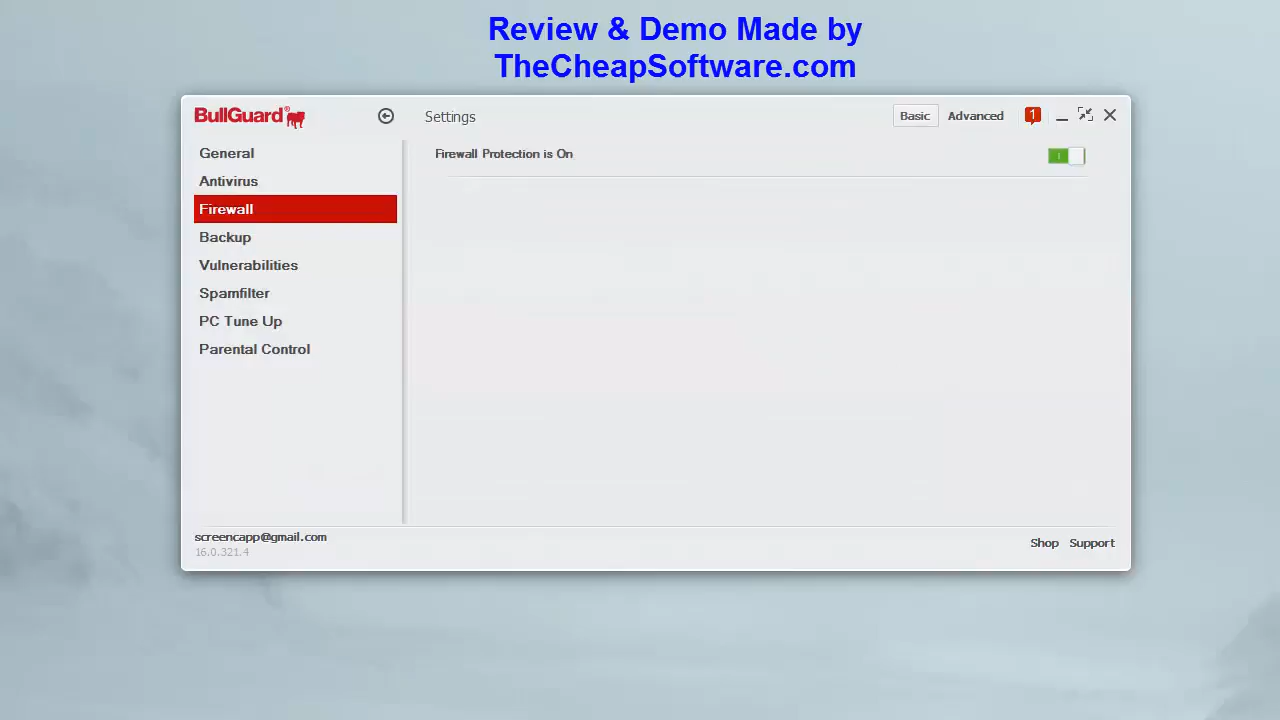 Review & Demo Made by
TheCheapSoftware.com
BullGuard®
Settings
Basic Advanced 1
General
Antivirus
Firewall
Backup
Vulnerabilities
Spamfilter
PC Tune Up
Parental Control
Firewall Protection is On
screencapp@gmail.com
16.0.321.4
Shop Support